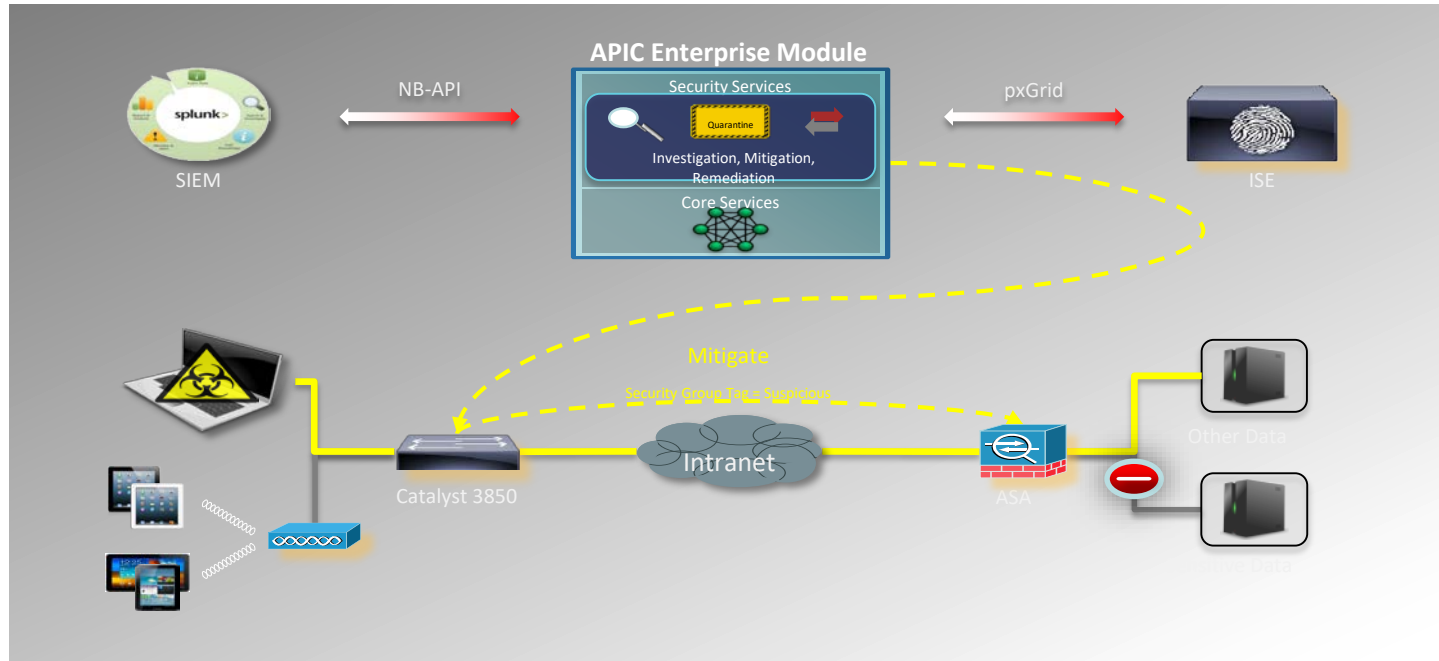 APIC Enterprise Module
Security Services
NB-API
pxGrid
splunk>
Quarantine
Investigation, Mitigation,
Remediation
SIEM
ISE
Core Services
Mitigate
Security Group Tag = Suspicious
Other Data
Intranet
Catalyst 3850
ASA
Data